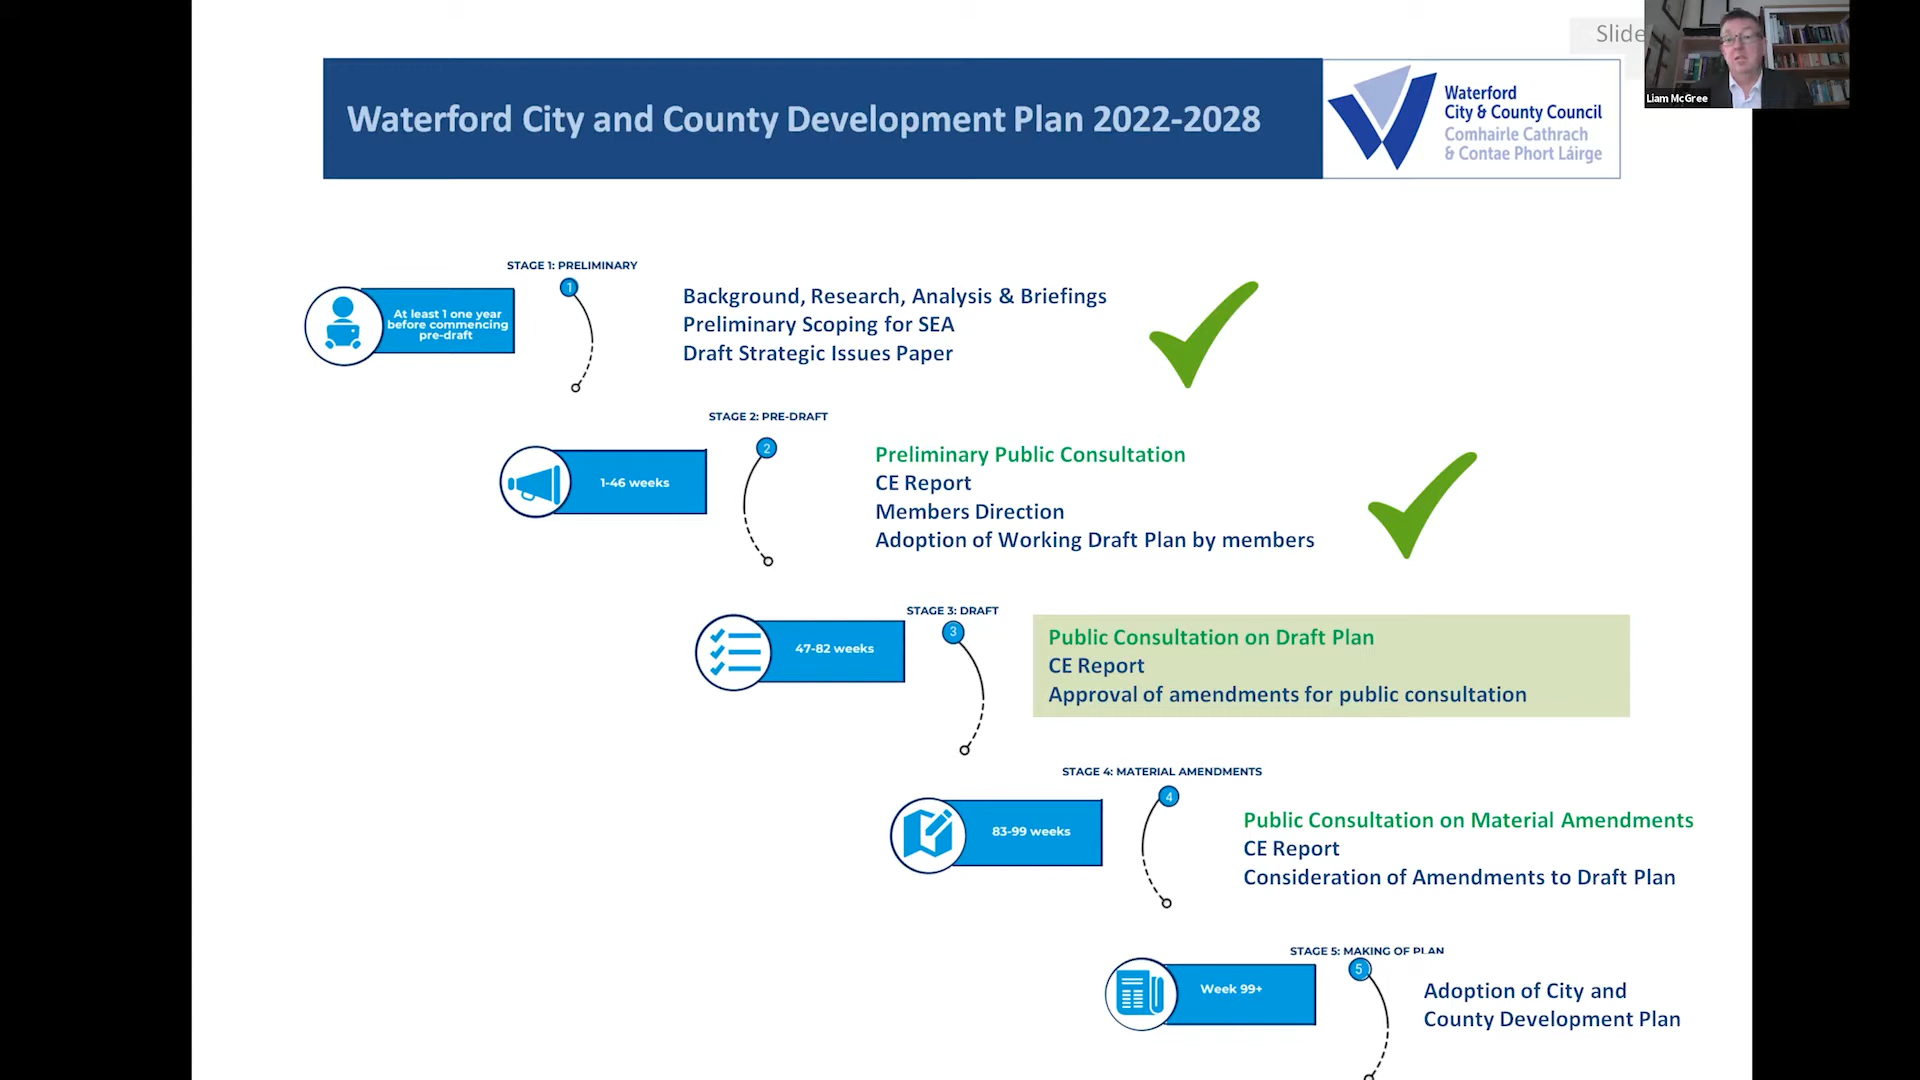 Slide
Liam McGree
Waterford City and County Development Plan 2022-2028
Waterford
City & County Council
Comhairle Cathrach
& Contae Phort Láirge
STAGE 1: PRELIMINARY
1
At least 1 one year
before commencing
pre-draft
Background, Research, Analysis & Briefings
Preliminary Scoping for SEA
Draft Strategic Issues Paper
STAGE 2: PRE-DRAFT
2
1-46 weeks
Preliminary Public Consultation
CE Report
Members Direction
Adoption of Working Draft Plan by members
STAGE 3: DRAFT
3
47-82 weeks
Public Consultation on Draft Plan
CE Report
Approval of amendments for public consultation
STAGE 4: MATERIAL AMENDMENTS
4
83-99 weeks
Public Consultation on Material Amendments
CE Report
Consideration of Amendments to Draft Plan
STAGE 5: MAKING OF PLAN
5
Week 99+
Adoption of City and
County Development Plan